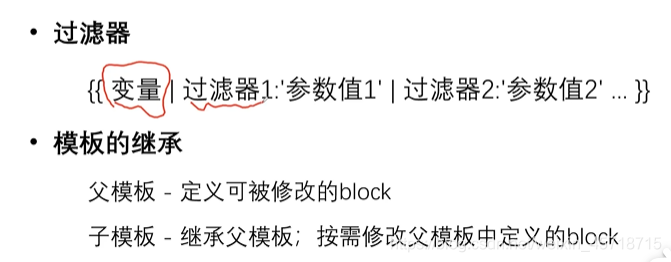 • 过滤器
{{ 变量 | 过滤器1:'参数值1' | 过滤器2:'参数值2' ... }}
• 模板的继承
父模板 - 定义可被修改的block
子模板 - 继承父模板；按需修改父模板中定义的block